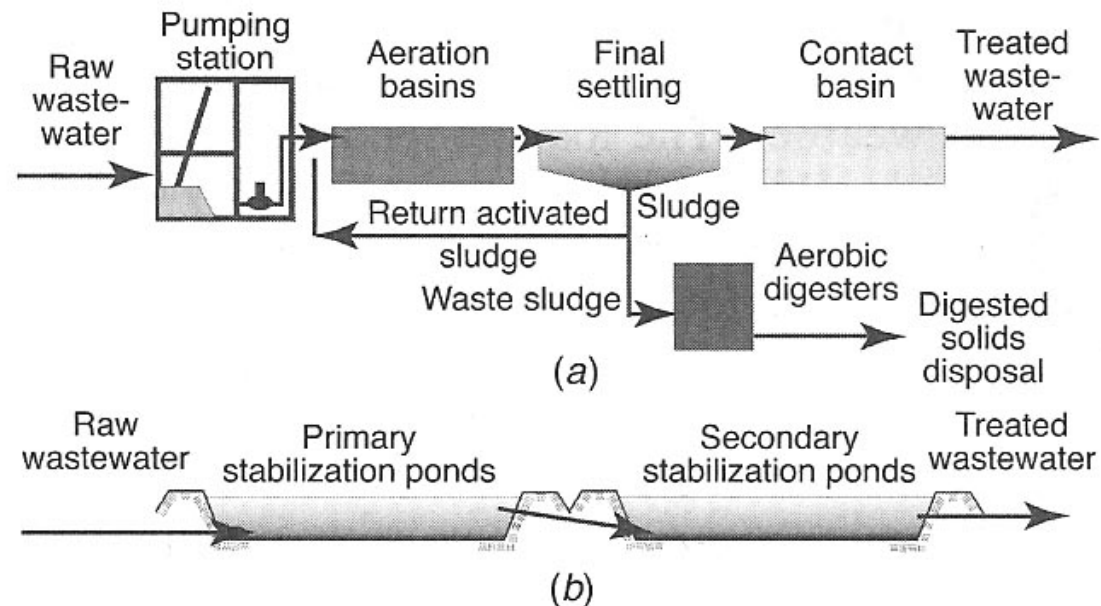 Pumping
station
Raw
waste-
water
Aeration
basins
Final
settling
Contact
basin
Treated
waste-
water
Return activated
sludge
Sludge
Waste sludge
Aerobic
digesters
Digested
solids
disposal
(a)
Raw
wastewater
Primary
stabilization ponds
Secondary
stabilization ponds
Treated
wastewater
(b)